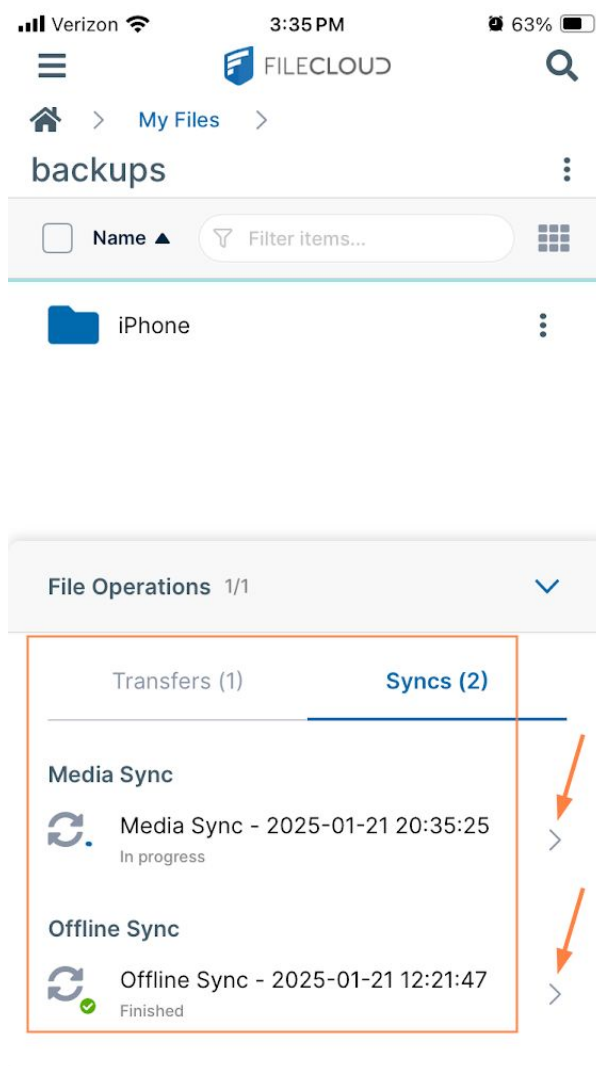 Verizon 3:35 PM 63%
FILECLOUD
My Files
backups
Name Filter items...
iPhone
File Operations 1/1
Transfers (1) Syncs (2)
Media Sync
Media Sync - 2025-01-21 20:35:25
In progress
Offline Sync
Offline Sync - 2025-01-21 12:21:47
Finished